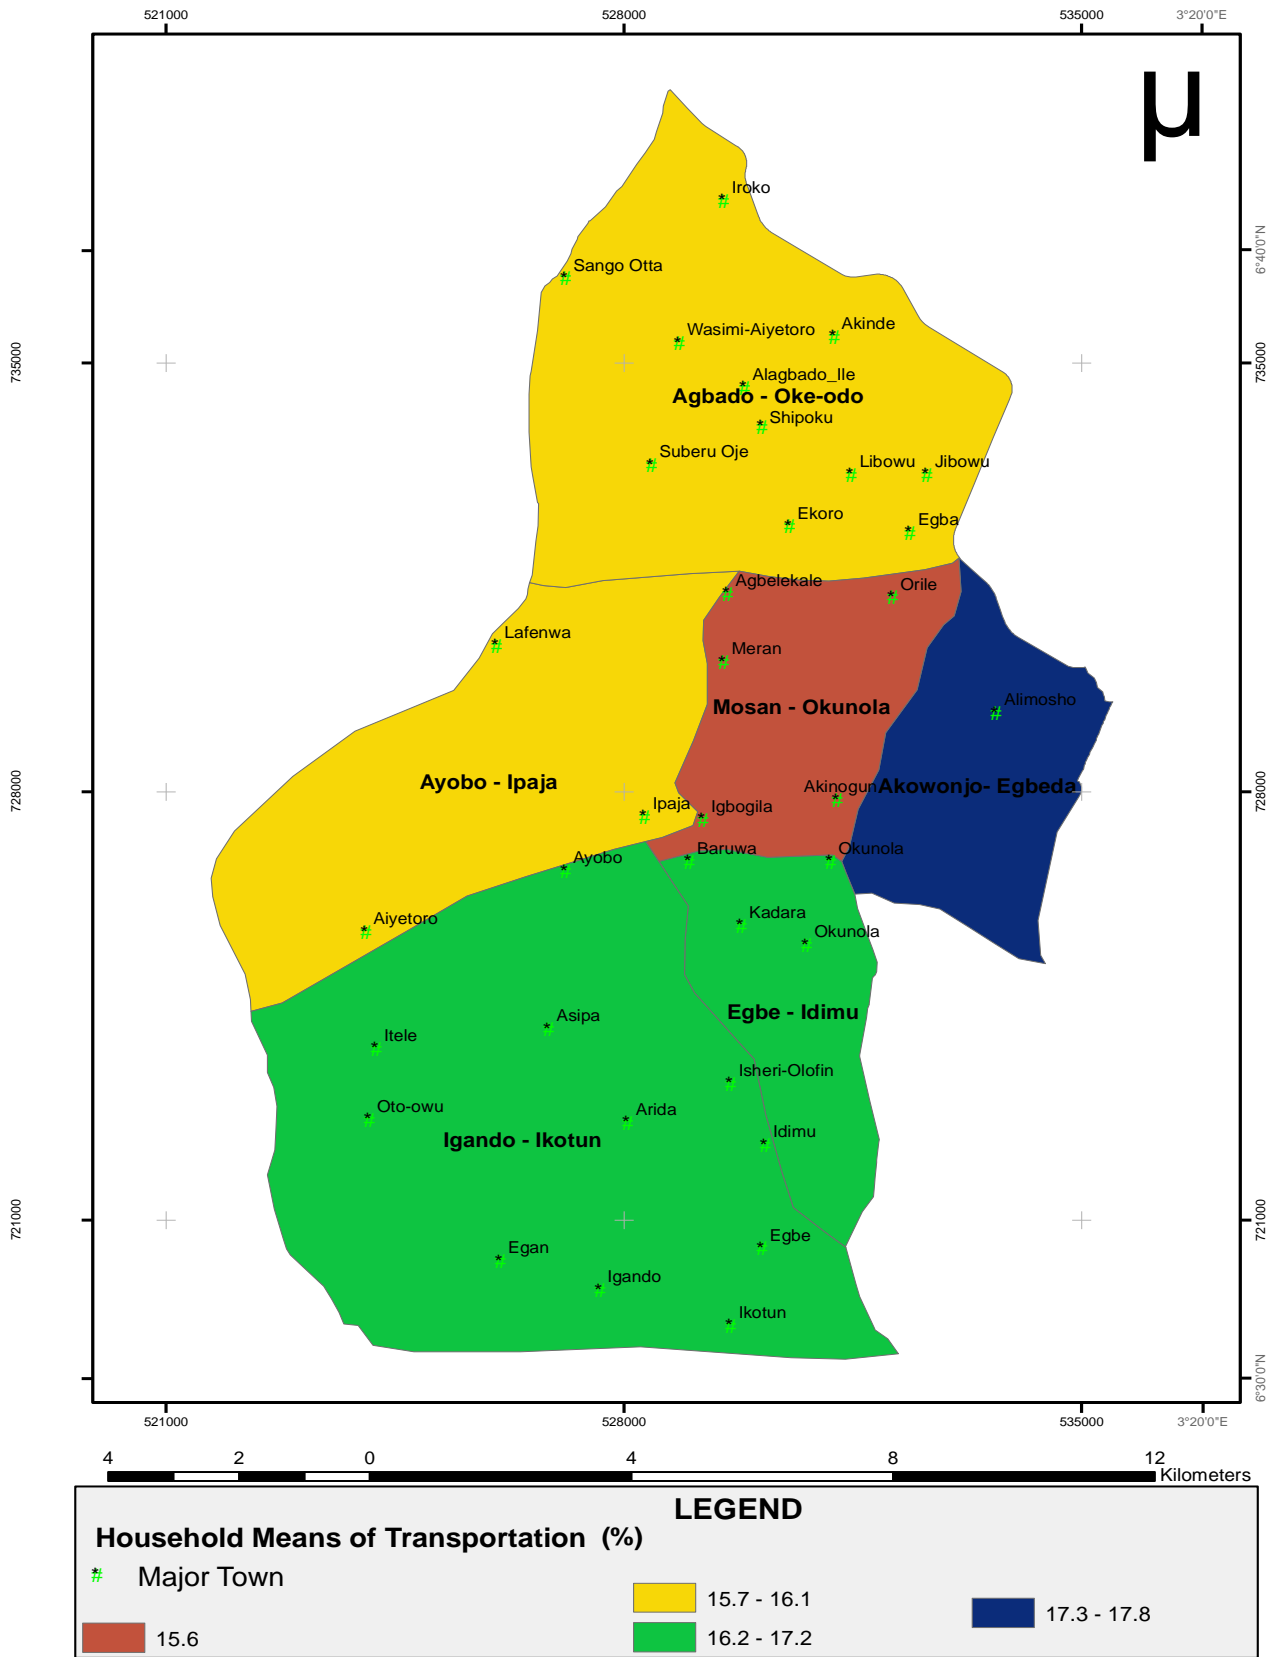 521000 528000 535000 3°20'0"E
µ
Iroko
6°40'0"N
Sango Otta
Wasimi-Aiyetoro Akinde
735000 735000
Alagbado_Ile
Agbado - Oke-odo
Shipoku
Suberu Oje Libowu Jibowu
Ekoro Egba
Agbelekale Orile
Lafenwa
Meran
Alimosho
Mosan - Okunola
Ayobo - Ipaja Akinogun Akowonjo- Egbeda
728000 728000
Ipaja Igbogila
Ayobo Baruwa Okunola
Aiyetoro Kadara
Okunola
Egbe - Idimu
Asipa
Itele
Isheri-Olofin
Oto-owu Arida
Igando - Ikotun Idimu
721000 721000
Egan Egbe
Igando
Ikotun
6°30'0"N
521000 528000 535000 3°20'0"E
4 2 0 4 8 12
Kilometers
LEGEND
Household Means of Transportation (%)
Major Town
15.6
15.7 - 16.1
16.2 - 17.2
17.3 - 17.8